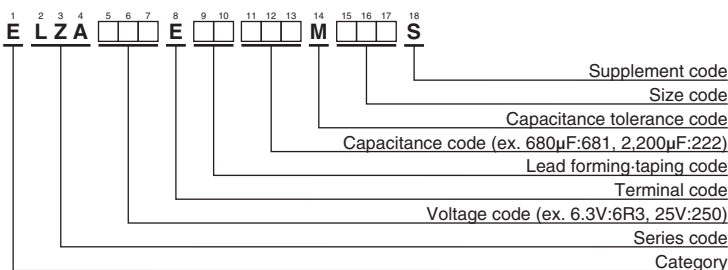 1 2 3 4 5 6 7 8 9 10 11 12 13 14 15 16 17 18
E L Z A E M S
Supplement code
Size code
Capacitance tolerance code
Capacitance code (ex. 680μF:681, 2,200μF:222)
Lead forming·taping code
Terminal code
Voltage code (ex. 6.3V:6R3, 25V:250)
Series code
Category